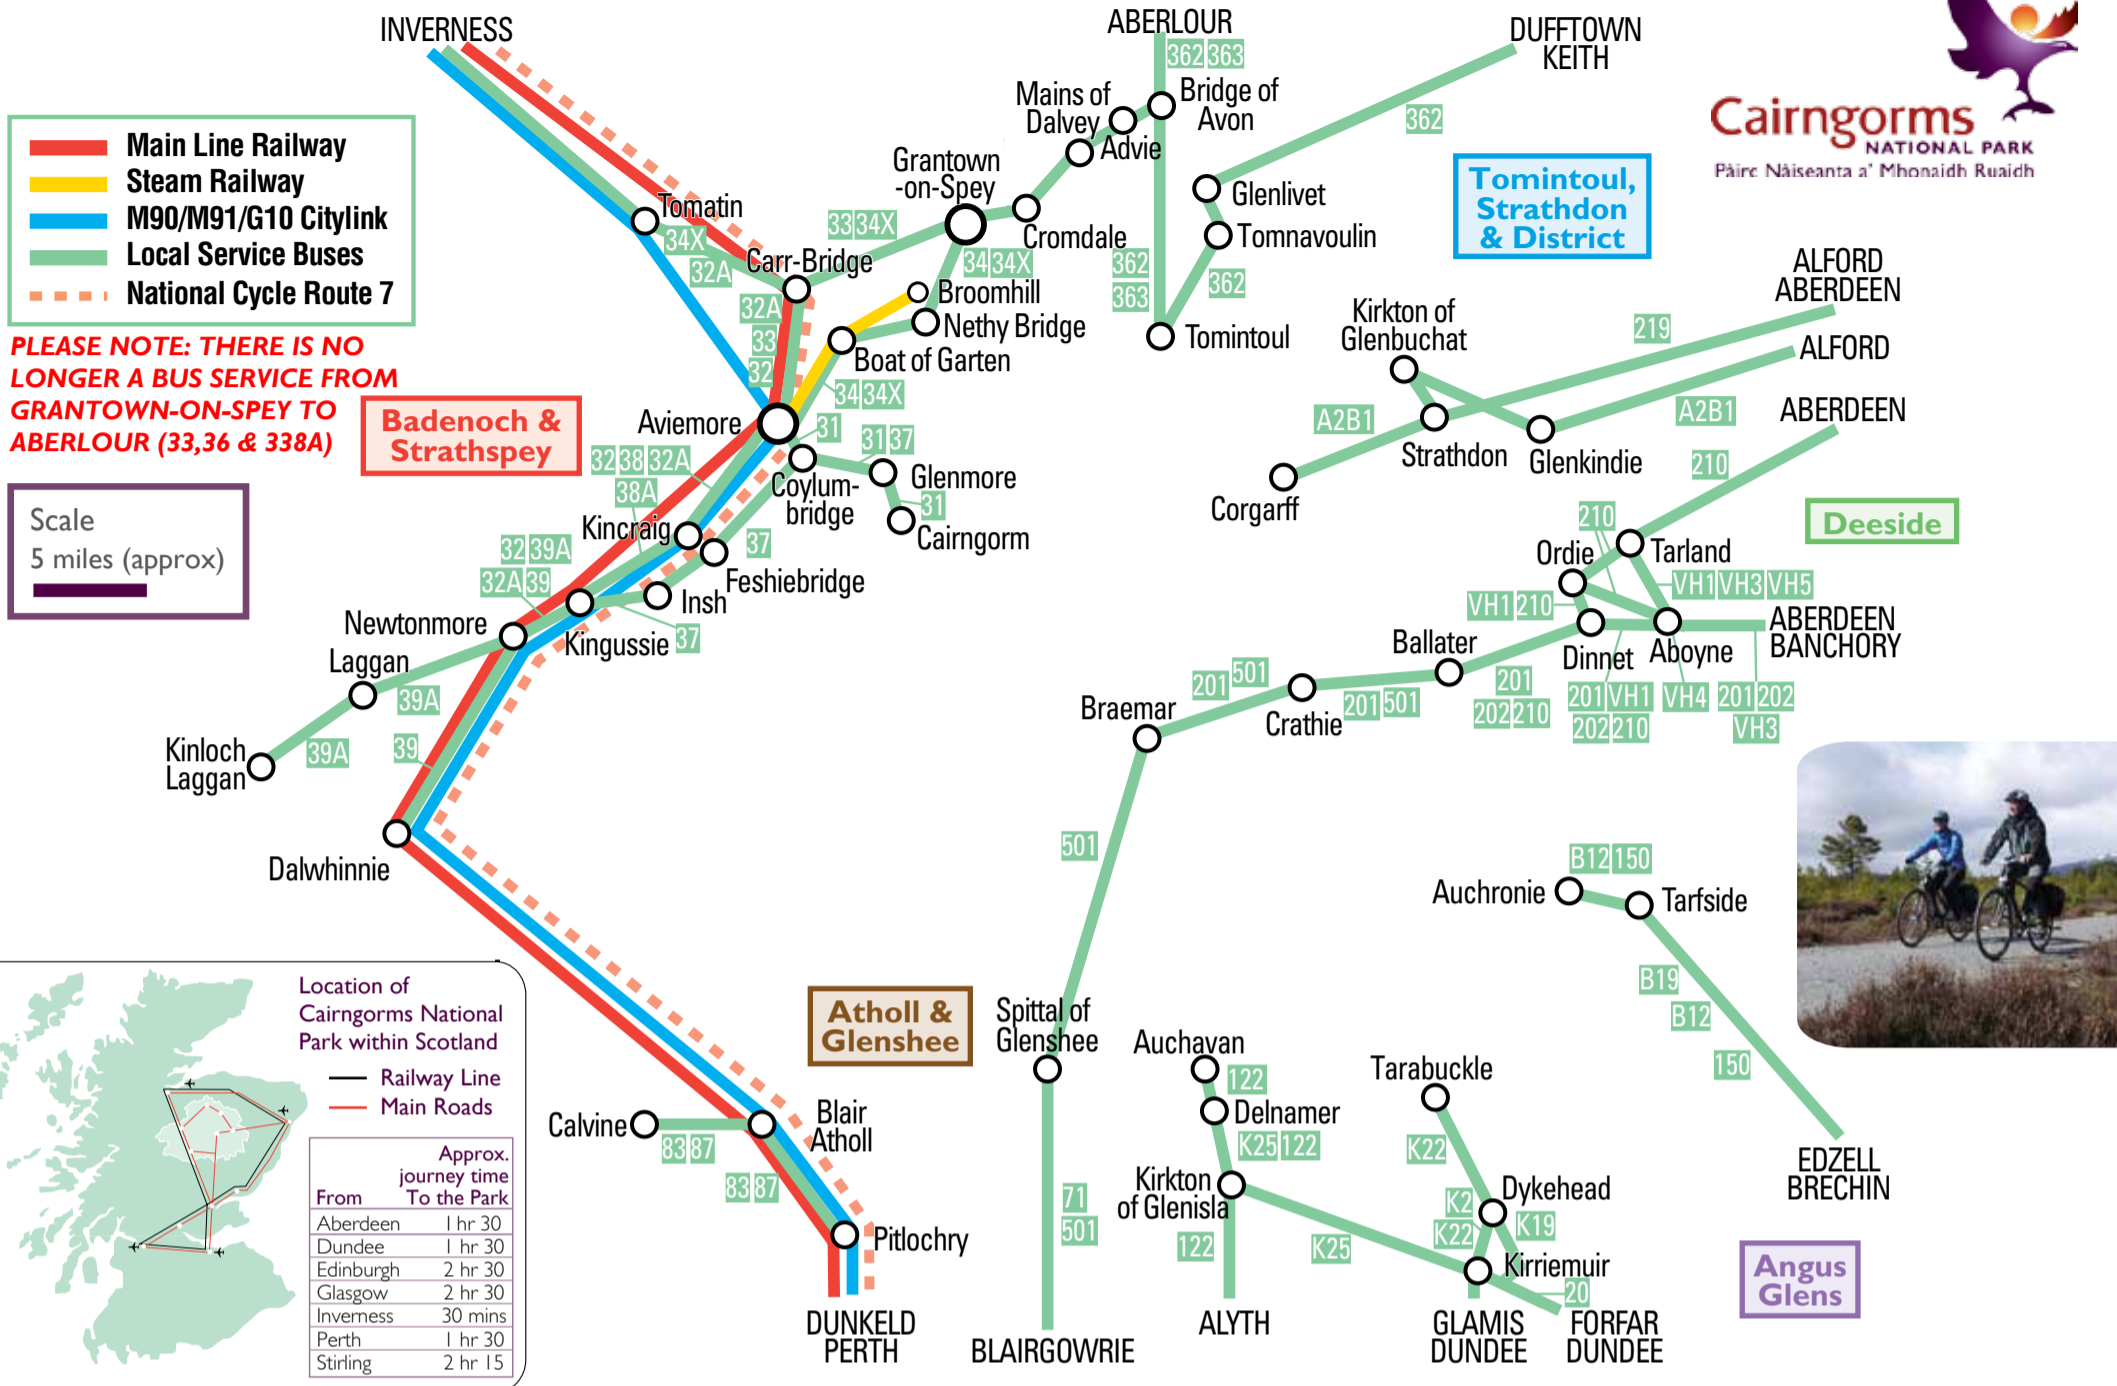 INVERNESS
ABERLOUR
DUFFTOWN
KEITH
Cairngorms
NATIONAL PARK
Pàirc Nàiseanta a' Mhonaidh Ruaidh
Main Line Railway
Steam Railway
M90/M91/G10 Citylink
Local Service Buses
National Cycle Route 7
PLEASE NOTE: THERE IS NO
LONGER A BUS SERVICE FROM
GRANTOWN-ON-SPEY TO
ABERLOUR (33,36 & 338A)
Scale
5 miles (approx)
Badenoch &
Strathspey
Tomintoul,
Strathdon
& District
Deeside
Atholl &
Glenshee
Angus
Glens
362 363
Bridge of
Avon
Mains of
Dalvey
Advie
Grantown
-on-Spey
Cromdale
362
Glenlivet
Tomnavoulin
362
362
363
Tomintoul
Tomatin
34X
32A
Carr-Bridge
33 34X
34 34X
32A
33
32
Broomhill
Nethy Bridge
Boat of Garten
34 34X
Aviemore
31
31 37
Coylum-
bridge
Glenmore
31
Cairngorm
32 38 32A
38A
Kincraig
37
Feshiebridge
32 39A
32A 39
Insh
37
Kingussie
Newtonmore
Laggan
39A
39A
Kinloch
Laggan
39
Dalwhinnie
ALFORD
ABERDEEN
219
Kirkton of
Glenbuchat
ALFORD
A2B1
A2B1
Strathdon
Glenkindie
Corgarff
ABERDEEN
210
210
Ordie
Tarland
VH1 VH3 VH5
VH1 210
ABERDEEN
BANCHORY
Dinnet
Aboyne
Ballater
201
202 210
201 VH1
202 210
VH4
201 202
VH3
201 501
Crathie
201 501
Braemar
501
Spittal of
Glenshee
71
501
BLAIRGOWRIE
B12 150
Auchronie
Tarfside
B19
B12
150
EDZELL
BRECHIN
Auchavan
122
Delnamer
K25 122
Kirkton
of Glenisla
122
K25
ALYTH
Tarabuckle
K22
Dykehead
K2
K22
K19
Kirriemuir
20
GLAMIS
DUNDEE
FORFAR
DUNDEE
Calvine
83 87
Blair
Atholl
83 87
Pitlochry
DUNKELD
PERTH
Location of
Cairngorms National
Park within Scotland
Railway Line
Main Roads
Approx.
journey time
From To the Park
Aberdeen 1 hr 30
Dundee 1 hr 30
Edinburgh 2 hr 30
Glasgow 2 hr 30
Inverness 30 mins
Perth 1 hr 30
Stirling 2 hr 15